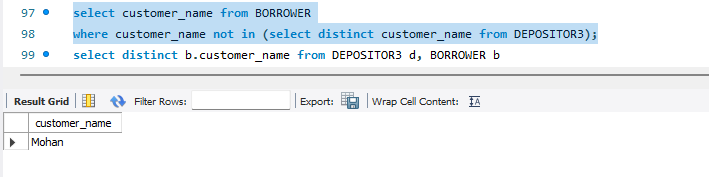 97 select customer_name from BORROWER
98 where customer_name not in (select distinct customer_name from DEPOSITOR3);
99 select distinct b.customer_name from DEPOSITOR3 d, BORROWER b
Result Grid Filter Rows: Export: Wrap Cell Content: IA
customer_name
Mohan